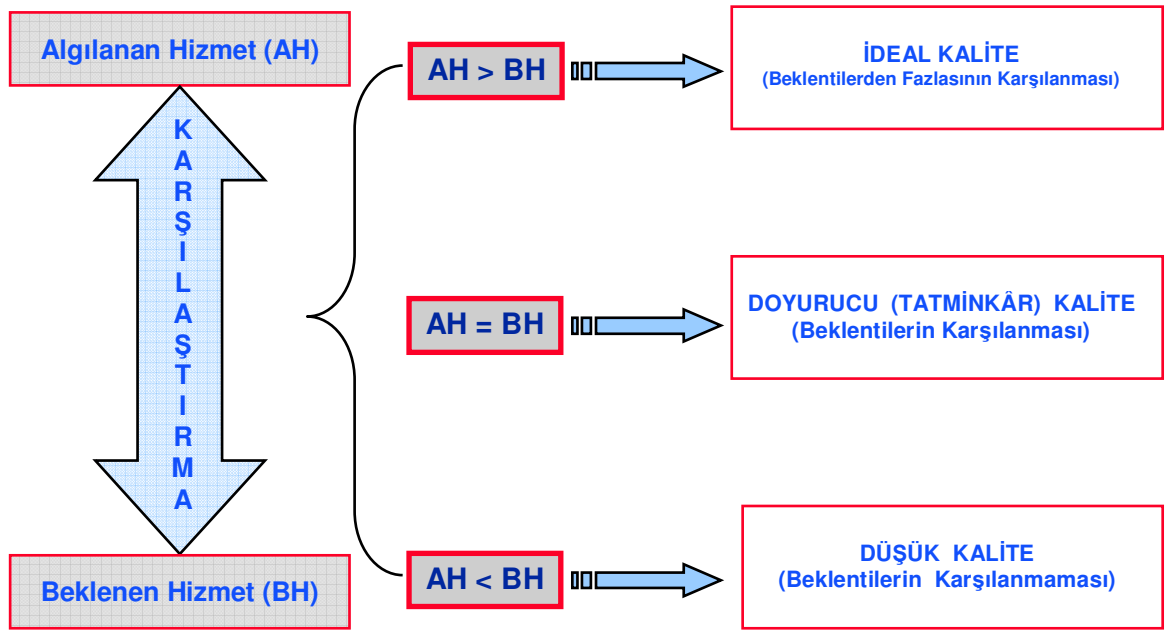 Algılanan Hizmet (AH)
KARŞILAŞTIRMA
Beklenen Hizmet (BH)
AH > BH
İDEAL KALİTE
(Beklentilerden Fazlasının Karşılanması)
AH = BH
DOYURUCU (TATMİNKÂR) KALİTE
(Beklentilerin Karşılanması)
AH < BH
DÜŞÜK KALİTE
(Beklentilerin Karşılanmaması)